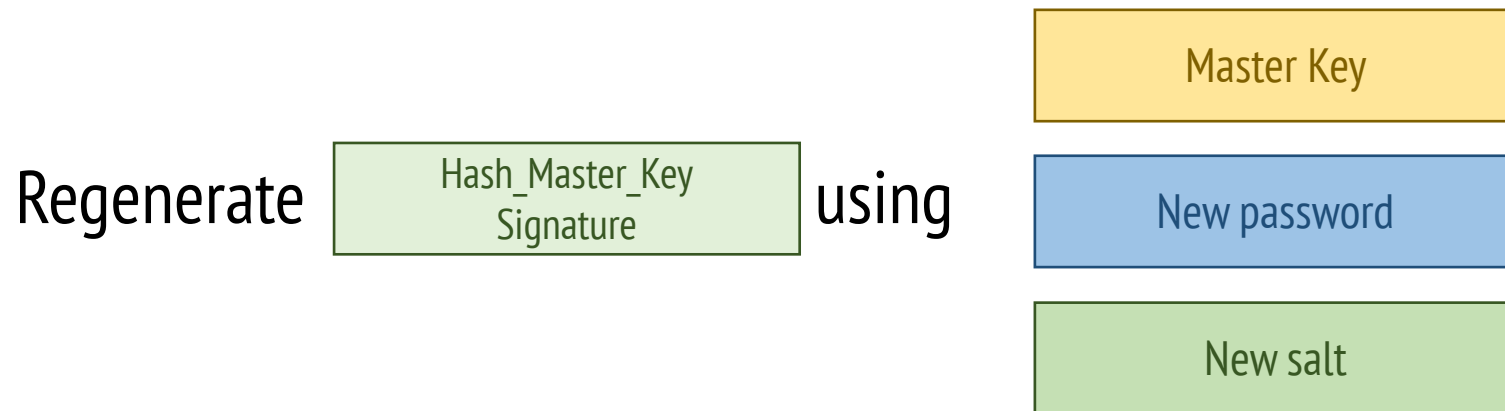 Regenerate
Hash_Master_Key
Signature
using
Master Key
New password
New salt